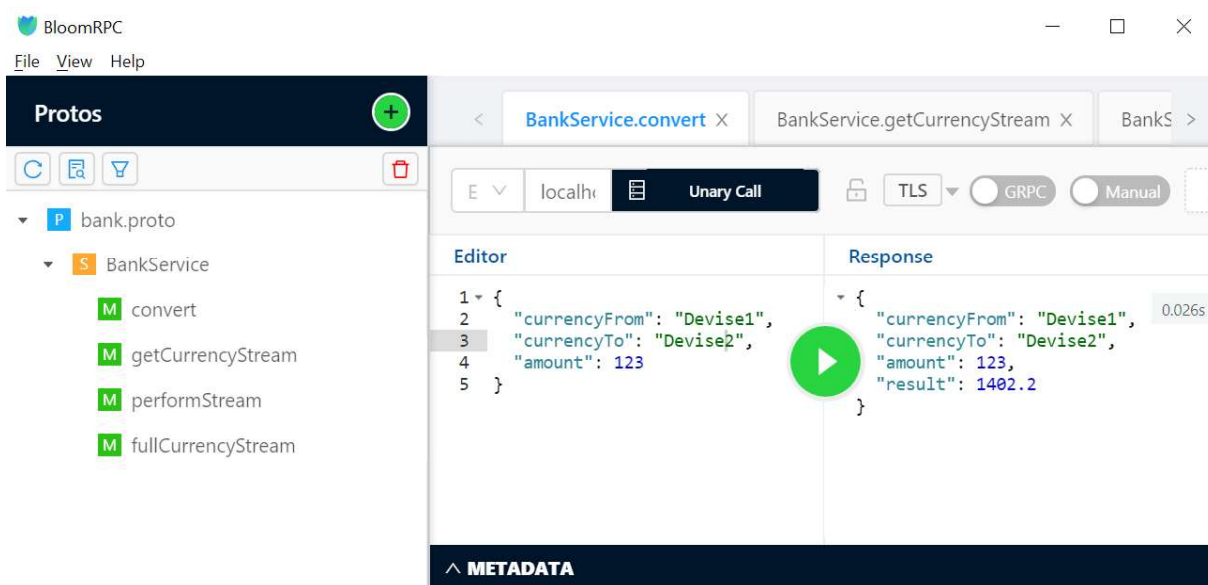 BloomRPC
File View Help
Protos
BankService.convert
BankService.getCurrencyStream
BankS
E
localh
Unary Call
TLS
GRPC
Manual
P bank.proto
S BankService
M convert
M getCurrencyStream
M performStream
M fullCurrencyStream
Editor
1 {
2 "currencyFrom": "Devise1",
3 "currencyTo": "Devise2",
4 "amount": 123
5 }
Response
{
"currencyFrom": "Devise1",
"currencyTo": "Devise2",
"amount": 123,
"result": 1402.2
}
0.026s
METADATA